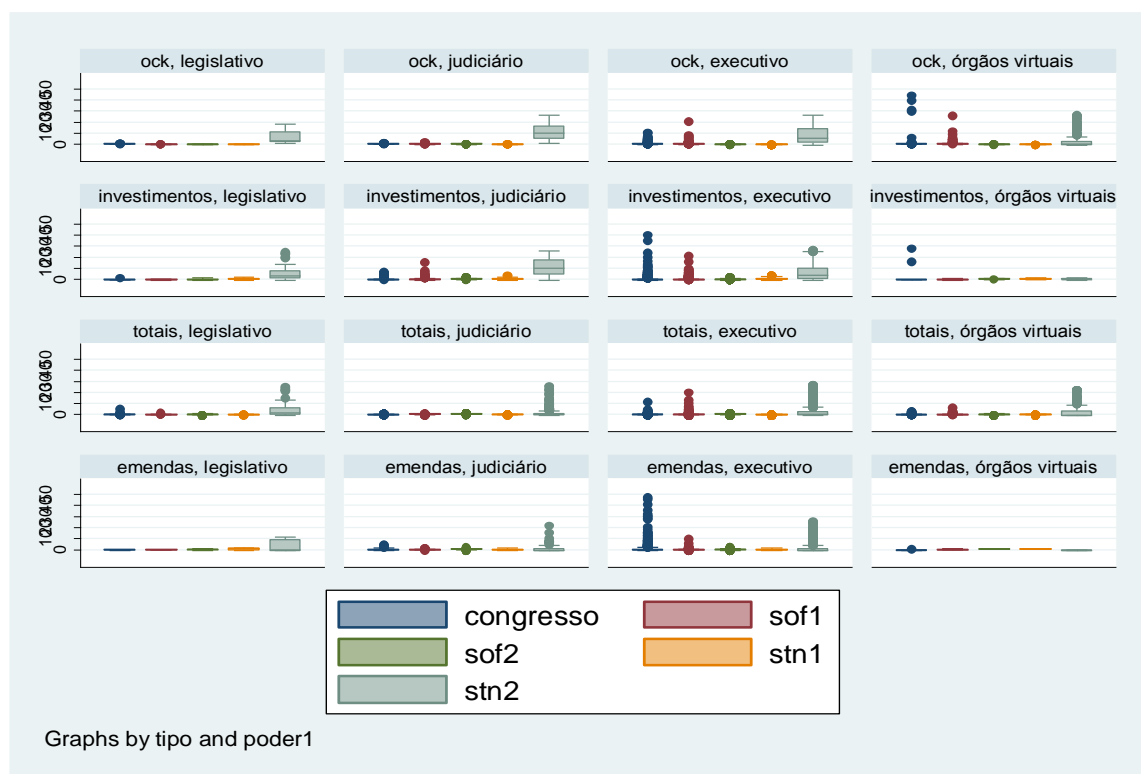 ock, legislativo
ock, judiciário
ock, executivo
ock, órgãos virtuais
0
investimentos, legislativo
investimentos, judiciário
investimentos, executivo
investimentos, órgãos virtuais
0
totais, legislativo
totais, judiciário
totais, executivo
totais, órgãos virtuais
0
emendas, legislativo
emendas, judiciário
emendas, executivo
emendas, órgãos virtuais
0
congresso
sof1
sof2
stn1
stn2
Graphs by tipo and poder1